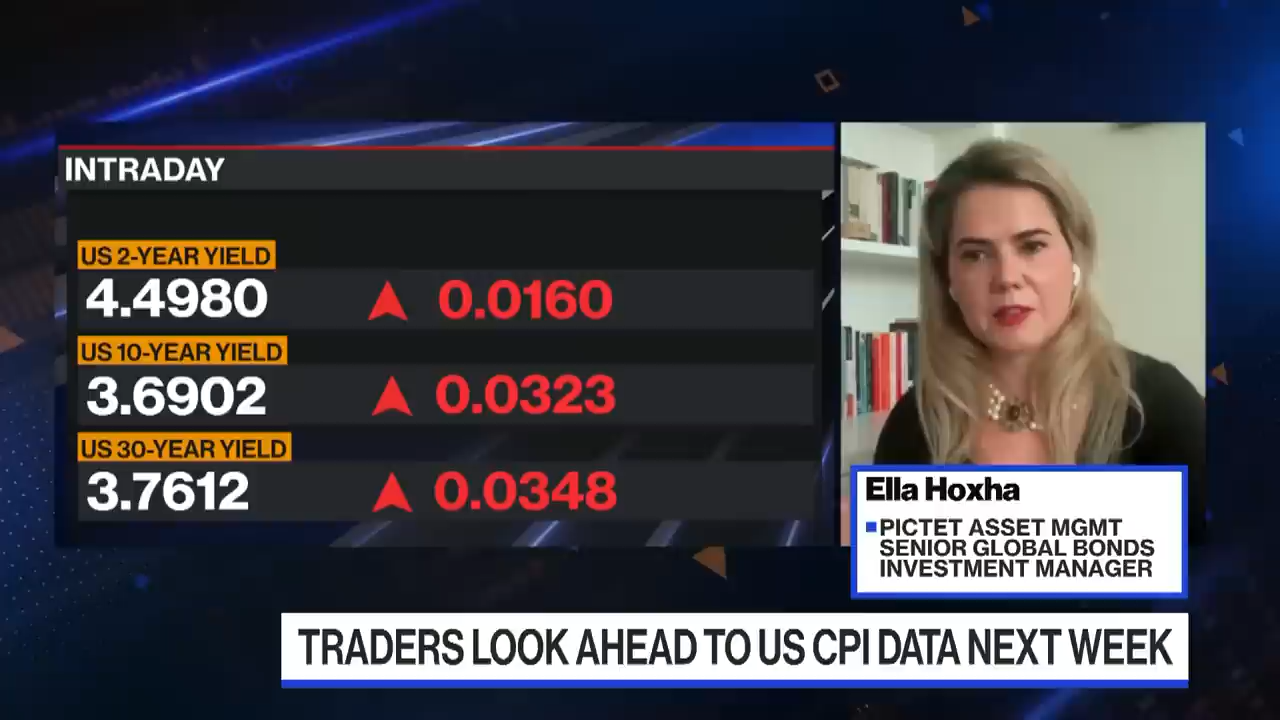 INTRADAY
US 2-YEAR YIELD
4.4980 ▲ 0.0160
US 10-YEAR YIELD
3.6902 ▲ 0.0323
US 30-YEAR YIELD
3.7612 ▲ 0.0348
Ella Hoxha
PICTET ASSET MGMT
SENIOR GLOBAL BONDS
INVESTMENT MANAGER
TRADERS LOOK AHEAD TO US CPI DATA NEXT WEEK